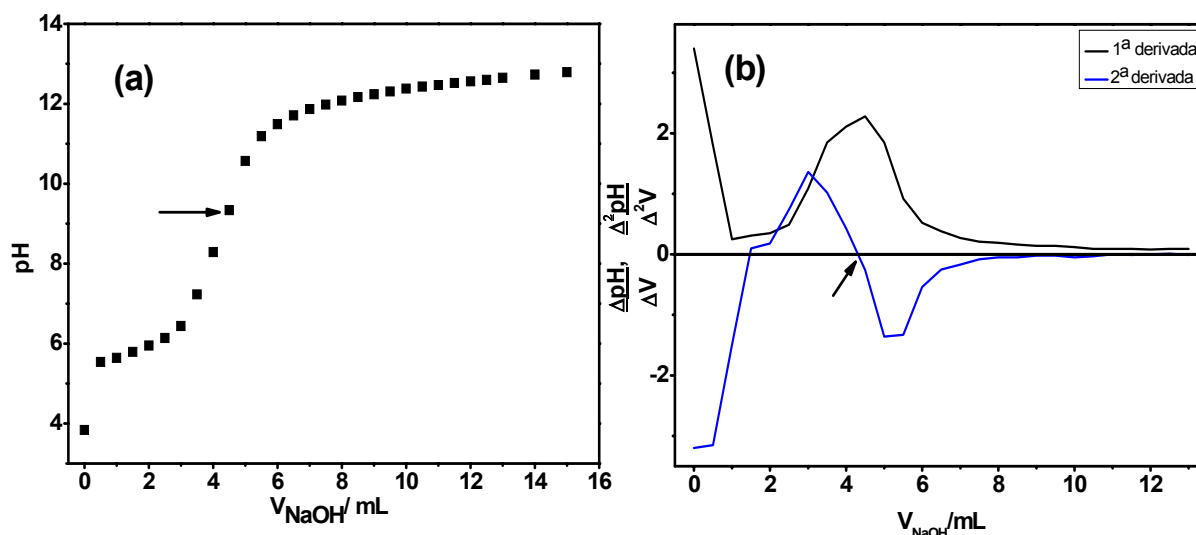 (a)
14
12
10
8
6
4
pH
0 2 4 6 8 10 12 14 16
V_NaOH/ mL
(b)
1ª derivada
2ª derivada
ΔpH, Δ²pH
ΔV Δ²V
2
0
-2
0 2 4 6 8 10 12
V_NaOH/mL